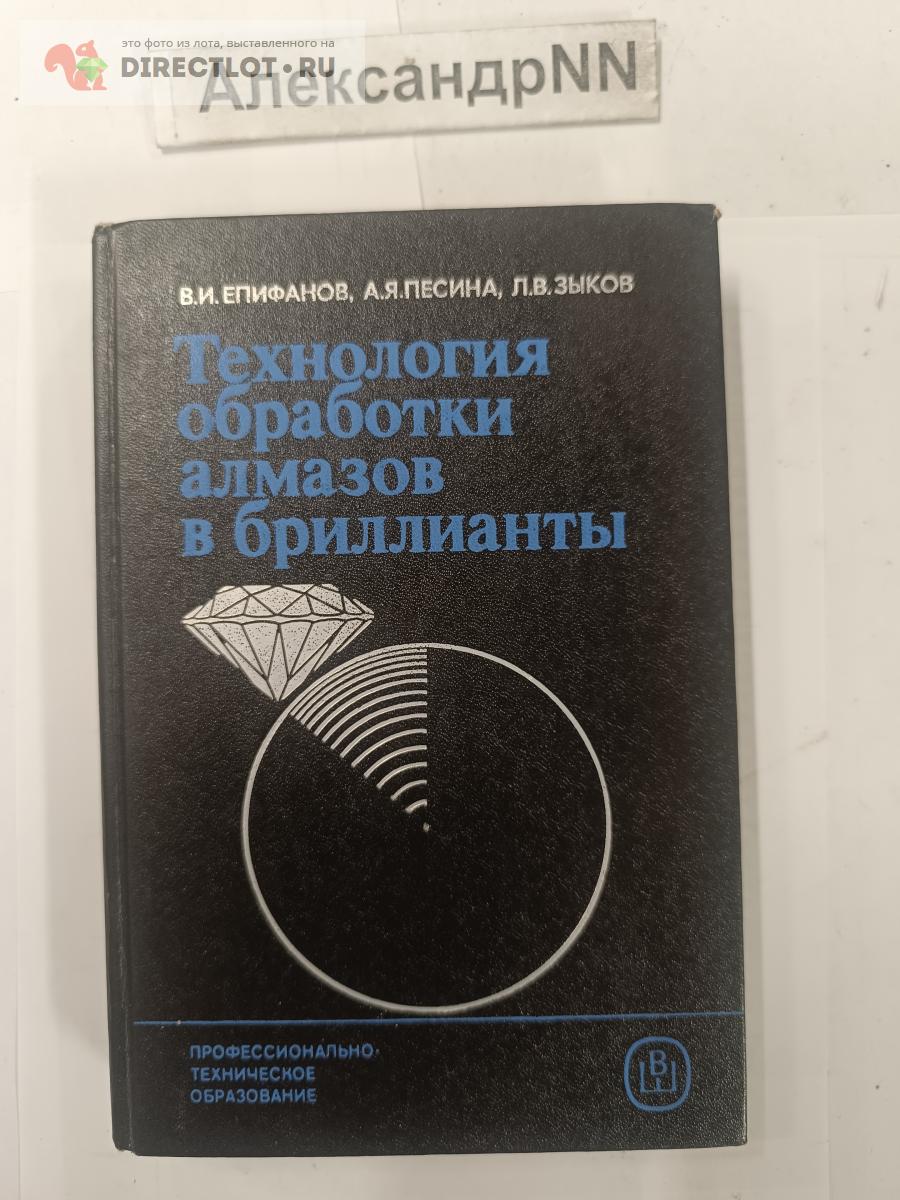 это фото из лота, выставленного на
DIRECTLOT.RU
АлександрNN
В.И. ЕПИФАНОВ, А.Я.ПЕСИНА, Л.В.ЗЫКОВ
Технология
обработки
алмазов
в бриллианты
ПРОФЕССИОНАЛЬНО-
ТЕХНИЧЕСКОЕ
ОБРАЗОВАНИЕ
ВШ